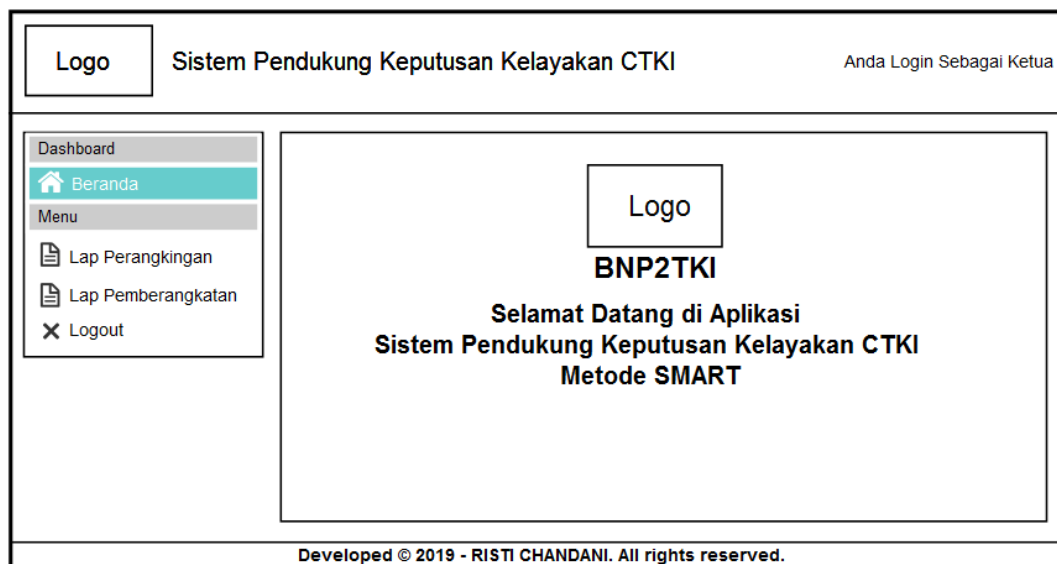 Logo
Sistem Pendukung Keputusan Kelayakan CTKI
Anda Login Sebagai Ketua
Dashboard
Beranda
Menu
Lap Perangkingan
Lap Pemberangkatan
Logout
Logo
BNP2TKI
Selamat Datang di Aplikasi
Sistem Pendukung Keputusan Kelayakan CTKI
Metode SMART
Developed © 2019 - RISTI CHANDANI. All rights reserved.